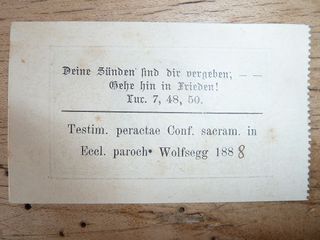 Deine Sünden sind dir vergeben; — —
Gehe hin in Frieden!
Luc. 7, 48, 50.
Testim. peractae Conf. sacram. in
Eccl. paroch. Wolfsegg 1888